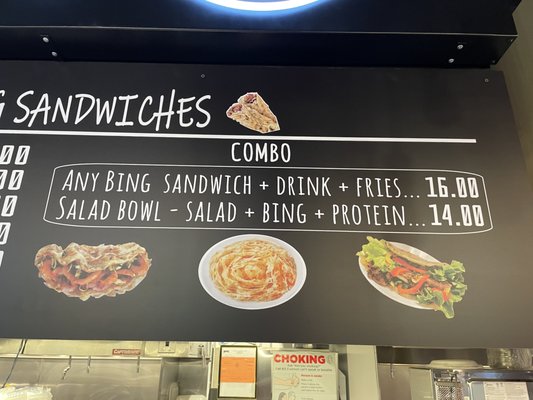 G SANDWICHES
COMBO
ANY BING SANDWICH + DRINK + FRIES... 16.00
SALAD BOWL - SALAD + BING + PROTEIN.... 14.00
CHOKING